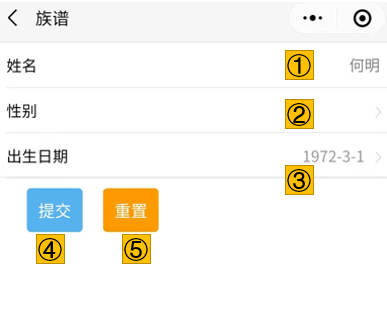 族谱
姓名 ① 何明
性别 ②
出生日期 1972-3-1
③
提交 重置
④ ⑤